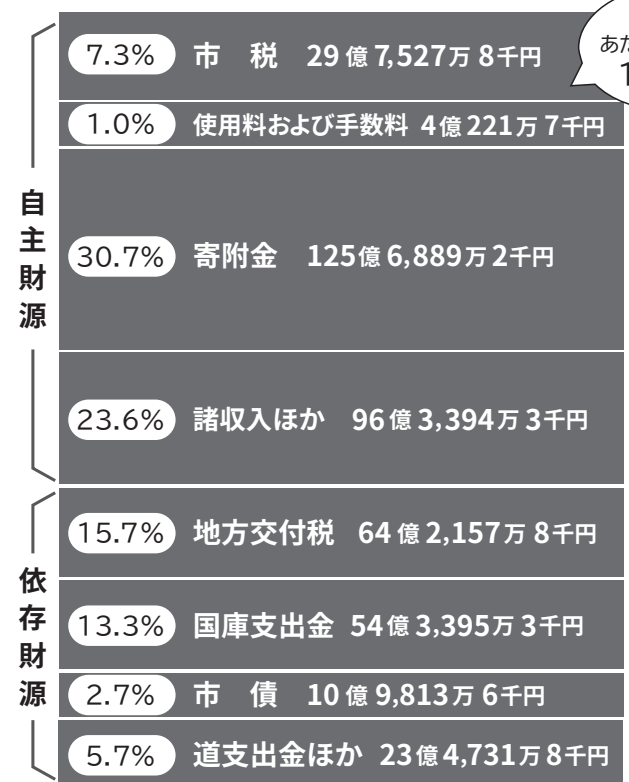 あた
1
自主財源
7.3% 市 税 29億7,527万8千円
1.0% 使用料および手数料 4億221万7千円
30.7% 寄附金 125億6,889万2千円
23.6% 諸収入ほか 96億3,394万3千円
依存財源
15.7% 地方交付税 64億2,157万8千円
13.3% 国庫支出金 54億3,395万3千円
2.7% 市 債 10億9,813万6千円
5.7% 道支出金ほか 23億4,731万8千円